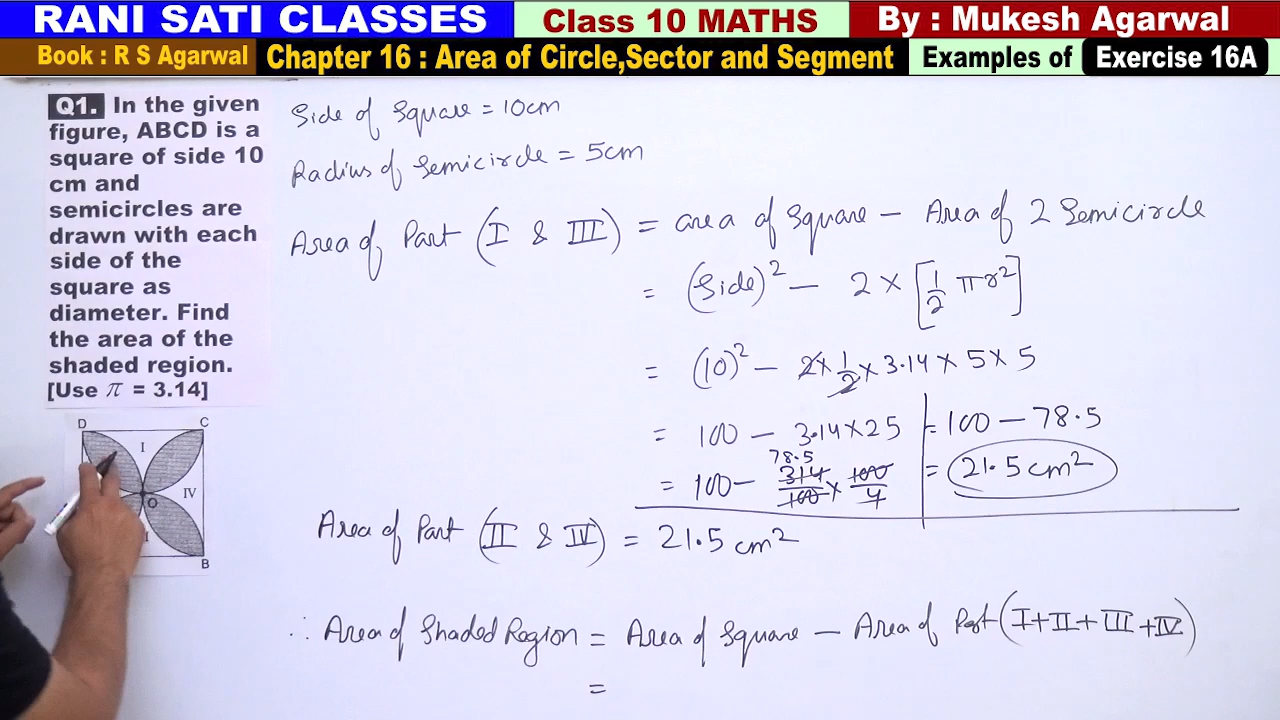 RANI SATI CLASSES
Class 10 MATHS
By : Mukesh Agarwal
Book : R S Agarwal
Chapter 16 : Area of Circle,Sector and Segment
Examples of
Exercise 16A
Q1. In the given
figure, ABCD is a
square of side 10
cm and
semicircles are
drawn with each
side of the
square as
diameter. Find
the area of the
shaded region.
[Use π = 3.14]
D C
I
IV
O
I
B
Side of Square = 10cm
Radius of Semicircle = 5cm
Area of Part (I & III) = area of Square − Area of 2 Semicircle
= (Side)² − 2 × [1/2 πr²]
= (10)² − 2 × 1/2 × 3.14 × 5 × 5
= 100 − 3.14 × 25
78.5
= 100 − 314/100 × 100/4
= 100 − 78.5
= 21.5 cm²
Area of Part (II & IV) = 21.5 cm²
∴ Area of Shaded Region = Area of Square − Area of Part (I+II+III+IV)
=